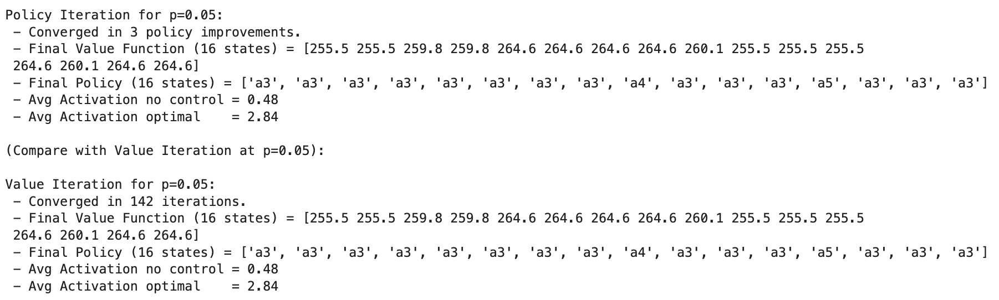 Policy Iteration for p=0.05:
 – Converged in 3 policy improvements.
 – Final Value Function (16 states) = [255.5 255.5 259.8 259.8 264.6 264.6 264.6 264.6 260.1 255.5 255.5 255.5
 264.6 260.1 264.6 264.6]
 – Final Policy (16 states) = ['a3', 'a3', 'a3', 'a3', 'a3', 'a3', 'a3', 'a3', 'a4', 'a3', 'a3', 'a3', 'a5', 'a3', 'a3', 'a3']
 – Avg Activation no control = 0.48
 – Avg Activation optimal    = 2.84

(Compare with Value Iteration at p=0.05):

Value Iteration for p=0.05:
 – Converged in 142 iterations.
 – Final Value Function (16 states) = [255.5 255.5 259.8 259.8 264.6 264.6 264.6 264.6 260.1 255.5 255.5 255.5
 264.6 260.1 264.6 264.6]
 – Final Policy (16 states) = ['a3', 'a3', 'a3', 'a3', 'a3', 'a3', 'a3', 'a3', 'a4', 'a3', 'a3', 'a3', 'a5', 'a3', 'a3', 'a3']
 – Avg Activation no control = 0.48
 – Avg Activation optimal    = 2.84